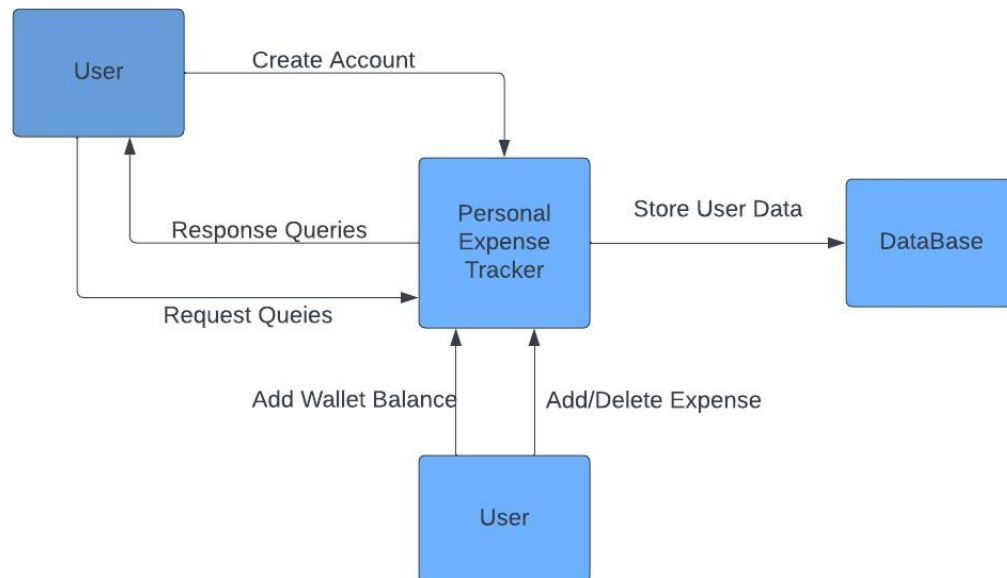 User
Create Account
Personal
Expense
Tracker
Response Queries
Request Queies
Store User Data
DataBase
Add Wallet Balance
Add/Delete Expense
User